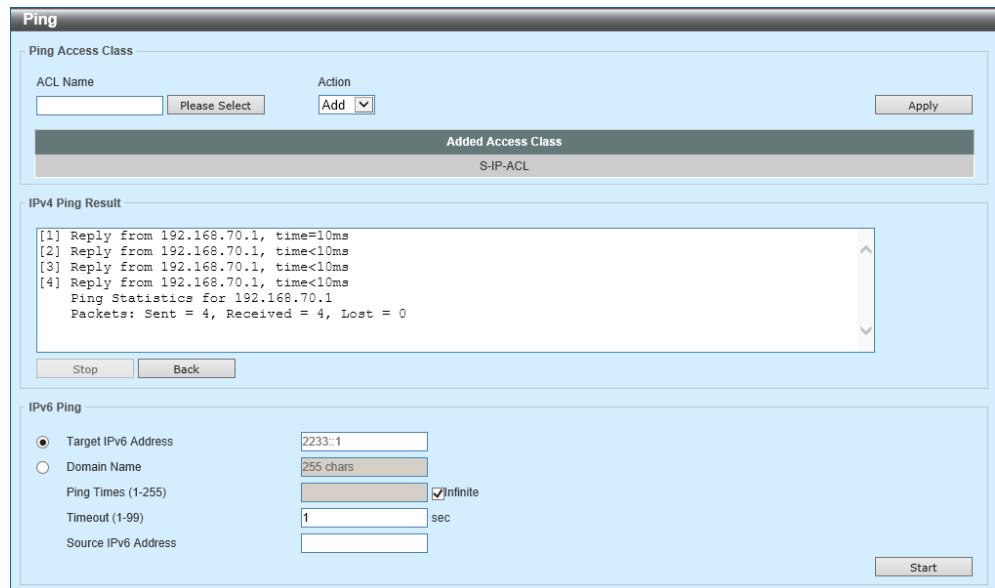 Ping
Ping Access Class
ACL Name Action
Please Select Add Apply
Added Access Class
S-IP-ACL
IPv4 Ping Result
[1] Reply from 192.168.70.1, time=10ms
[2] Reply from 192.168.70.1, time<10ms
[3] Reply from 192.168.70.1, time<10ms
[4] Reply from 192.168.70.1, time<10ms
Ping Statistics for 192.168.70.1
Packets: Sent = 4, Received = 4, Lost = 0
Stop Back
IPv6 Ping
Target IPv6 Address 2233::1
Domain Name 255 chars
Ping Times (1-255) Infinite
Timeout (1-99) 1 sec
Source IPv6 Address
Start